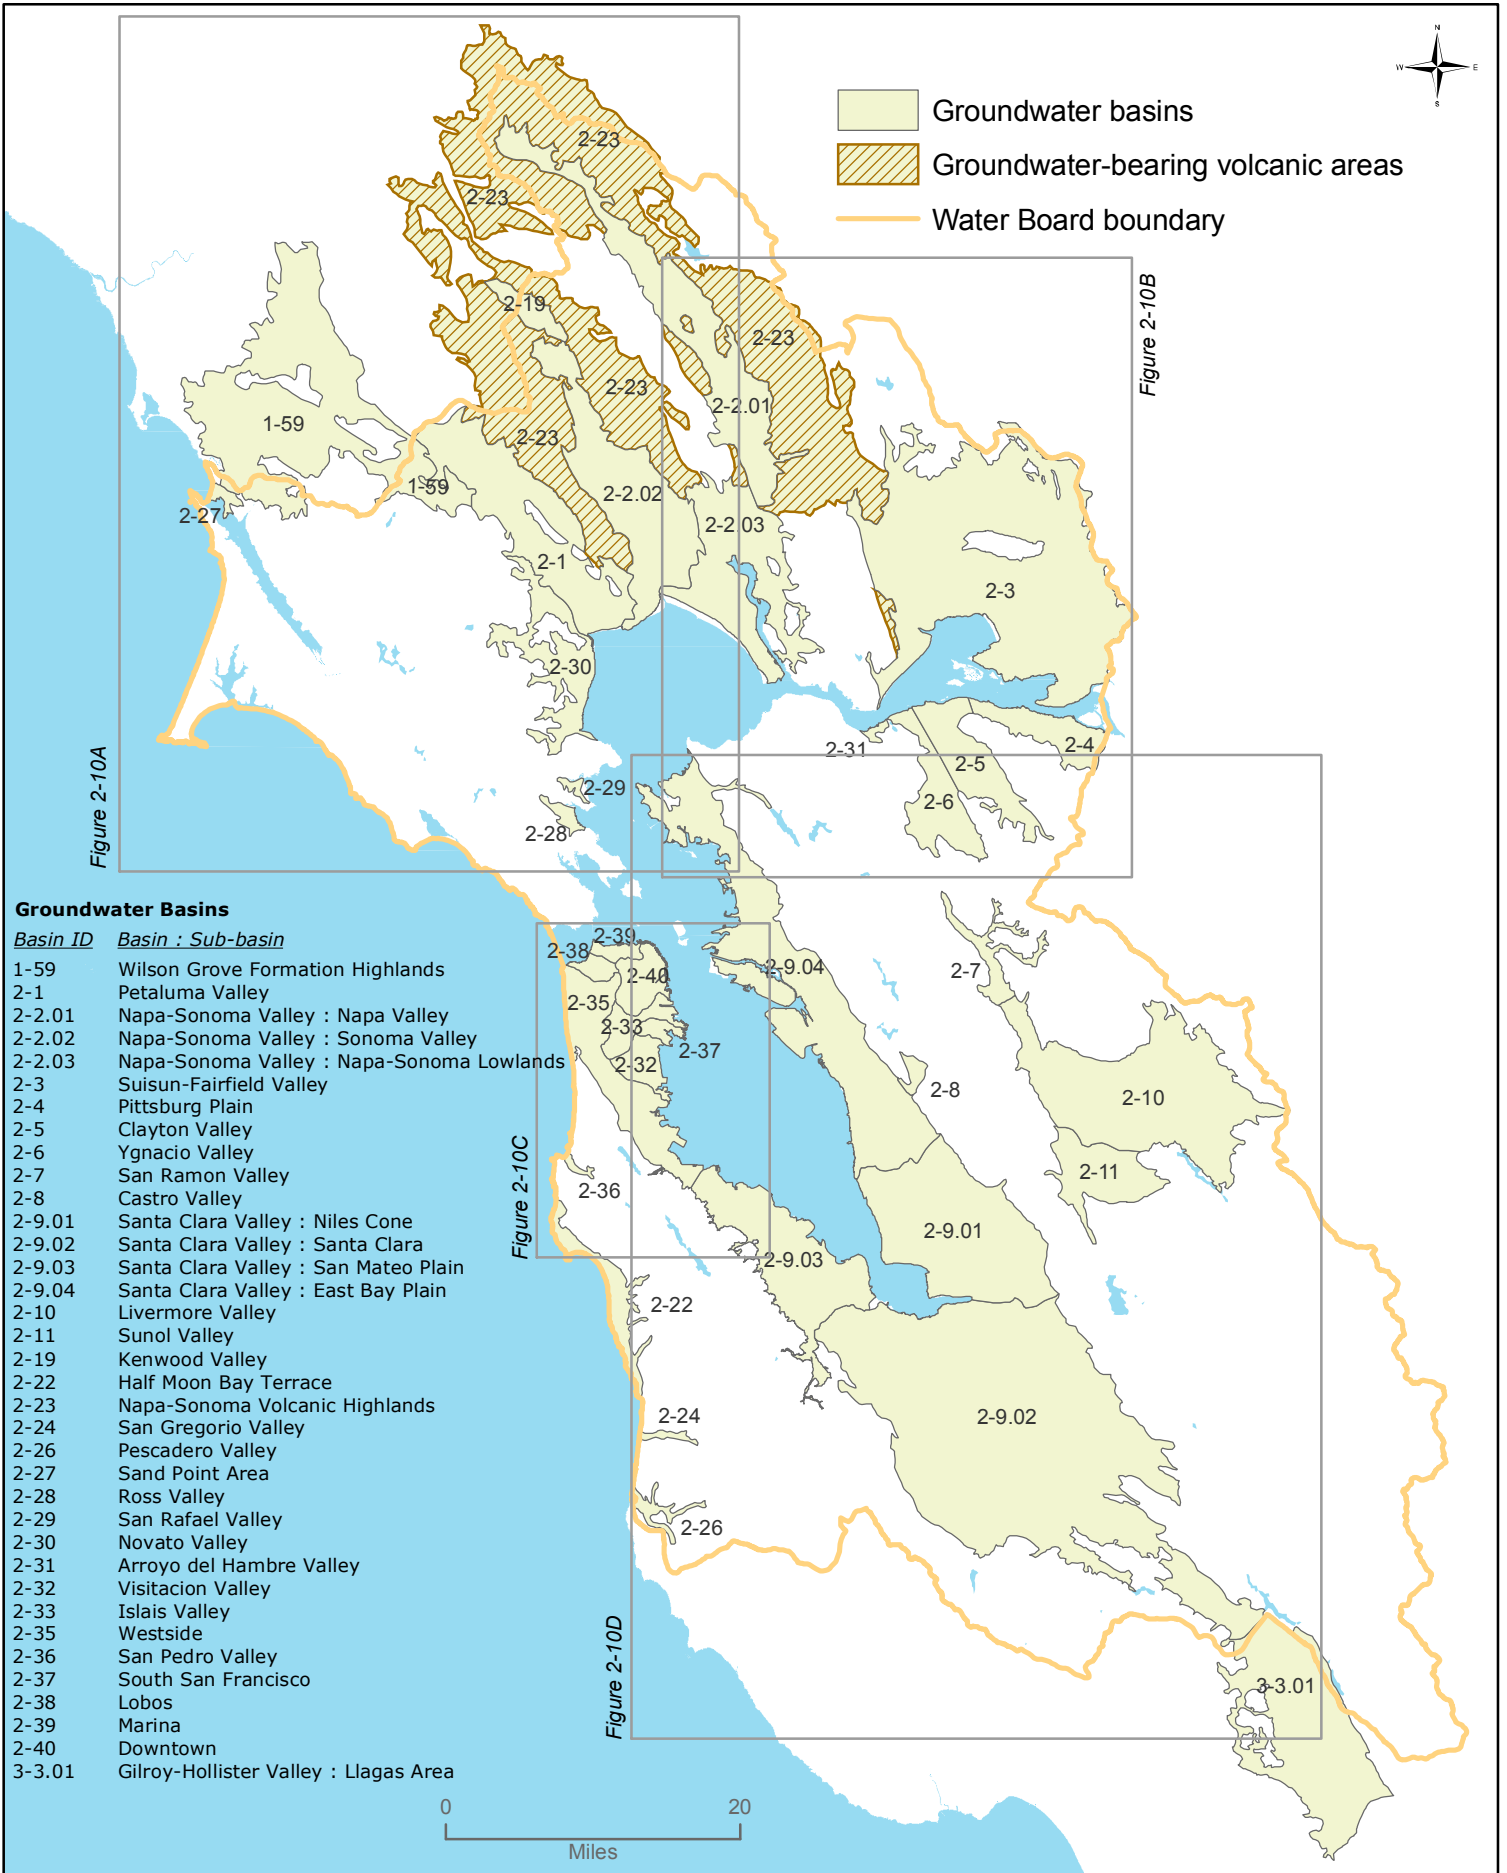 N
W E
S
Groundwater basins
Groundwater-bearing volcanic areas
Water Board boundary
2-23
2-23
2-19
2-23
2-23
2-23
2-2.01
1-59
1-59
2-27
2-2.02
2-2.03
2-1
2-3
2-30
2-31
2-4
2-5
2-6
2-29
2-28
Figure 2-10A
Figure 2-10B
2-39
2-38
2-40
2-35
2-33
2-32
2-37
2-9.04
2-7
2-8
2-10
2-11
2-36
2-9.01
2-9.03
2-22
2-24
2-9.02
2-26
3-3.01
Figure 2-10C
Figure 2-10D
Groundwater Basins
Basin ID Basin : Sub-basin
1-59 Wilson Grove Formation Highlands
2-1 Petaluma Valley
2-2.01 Napa-Sonoma Valley : Napa Valley
2-2.02 Napa-Sonoma Valley : Sonoma Valley
2-2.03 Napa-Sonoma Valley : Napa-Sonoma Lowlands
2-3 Suisun-Fairfield Valley
2-4 Pittsburg Plain
2-5 Clayton Valley
2-6 Ygnacio Valley
2-7 San Ramon Valley
2-8 Castro Valley
2-9.01 Santa Clara Valley : Niles Cone
2-9.02 Santa Clara Valley : Santa Clara
2-9.03 Santa Clara Valley : San Mateo Plain
2-9.04 Santa Clara Valley : East Bay Plain
2-10 Livermore Valley
2-11 Sunol Valley
2-19 Kenwood Valley
2-22 Half Moon Bay Terrace
2-23 Napa-Sonoma Volcanic Highlands
2-24 San Gregorio Valley
2-26 Pescadero Valley
2-27 Sand Point Area
2-28 Ross Valley
2-29 San Rafael Valley
2-30 Novato Valley
2-31 Arroyo del Hambre Valley
2-32 Visitacion Valley
2-33 Islais Valley
2-35 Westside
2-36 San Pedro Valley
2-37 South San Francisco
2-38 Lobos
2-39 Marina
2-40 Downtown
3-3.01 Gilroy-Hollister Valley : Llagas Area
0 20
Miles